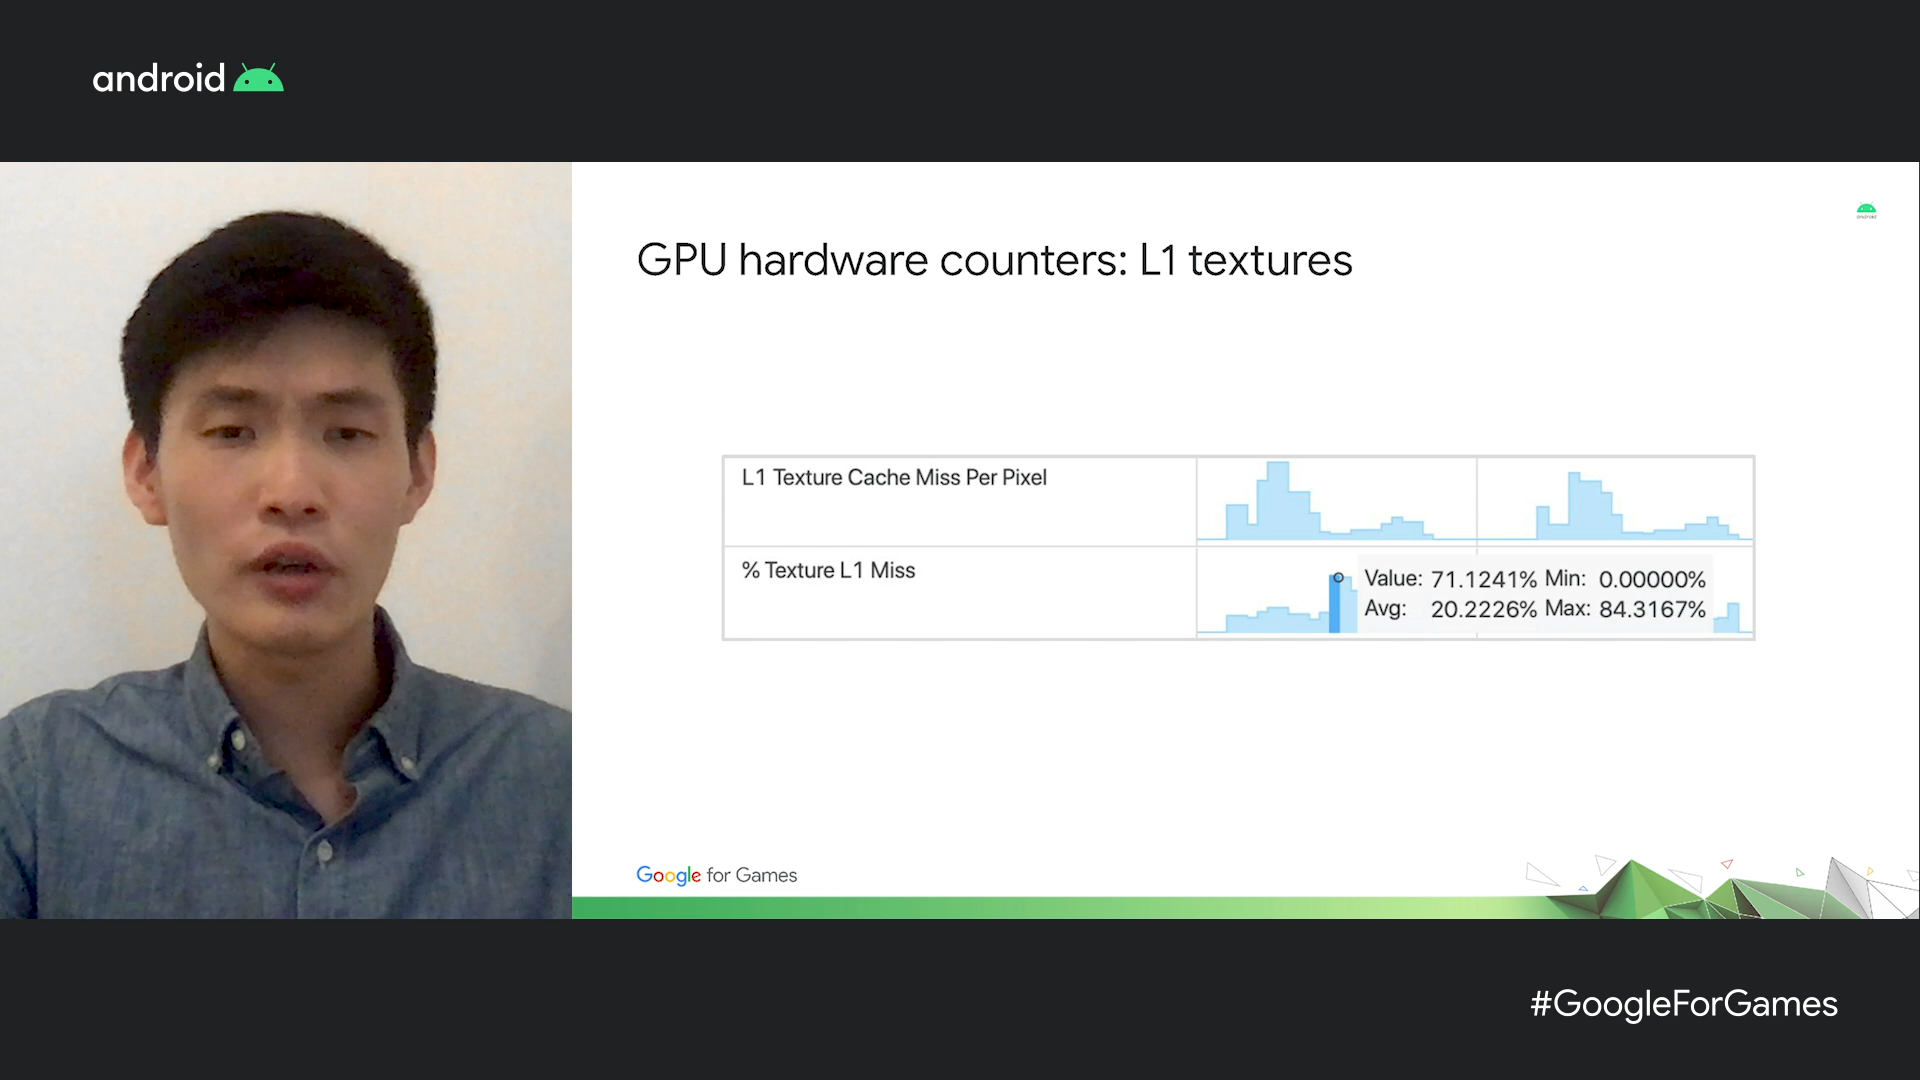 android
GPU hardware counters: L1 textures
L1 Texture Cache Miss Per Pixel
% Texture L1 Miss
Value: 71.1241% Min: 0.00000%
Avg: 20.2226% Max: 84.3167%
Google for Games
#GoogleForGames